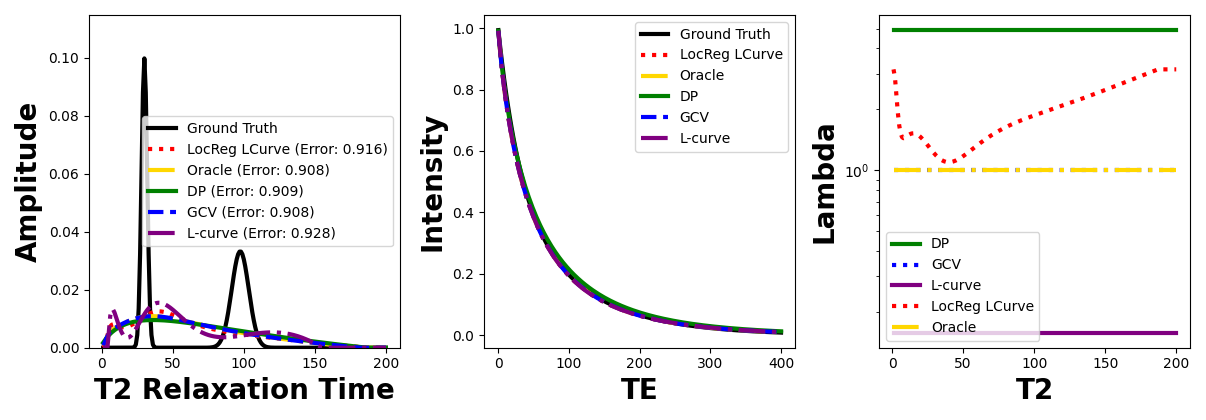 Amplitude
0.10
0.08
0.06
0.04
0.02
0.00
Ground Truth
LocReg LCurve (Error: 0.916)
Oracle (Error: 0.908)
DP (Error: 0.909)
GCV (Error: 0.908)
L-curve (Error: 0.928)
0 50 100 150 200
T2 Relaxation Time
Intensity
1.0
0.8
0.6
0.4
0.2
0.0
Ground Truth
LocReg LCurve
Oracle
DP
GCV
L-curve
0 100 200 300 400
TE
Lambda
10^0
DP
GCV
L-curve
LocReg LCurve
Oracle
0 50 100 150 200
T2